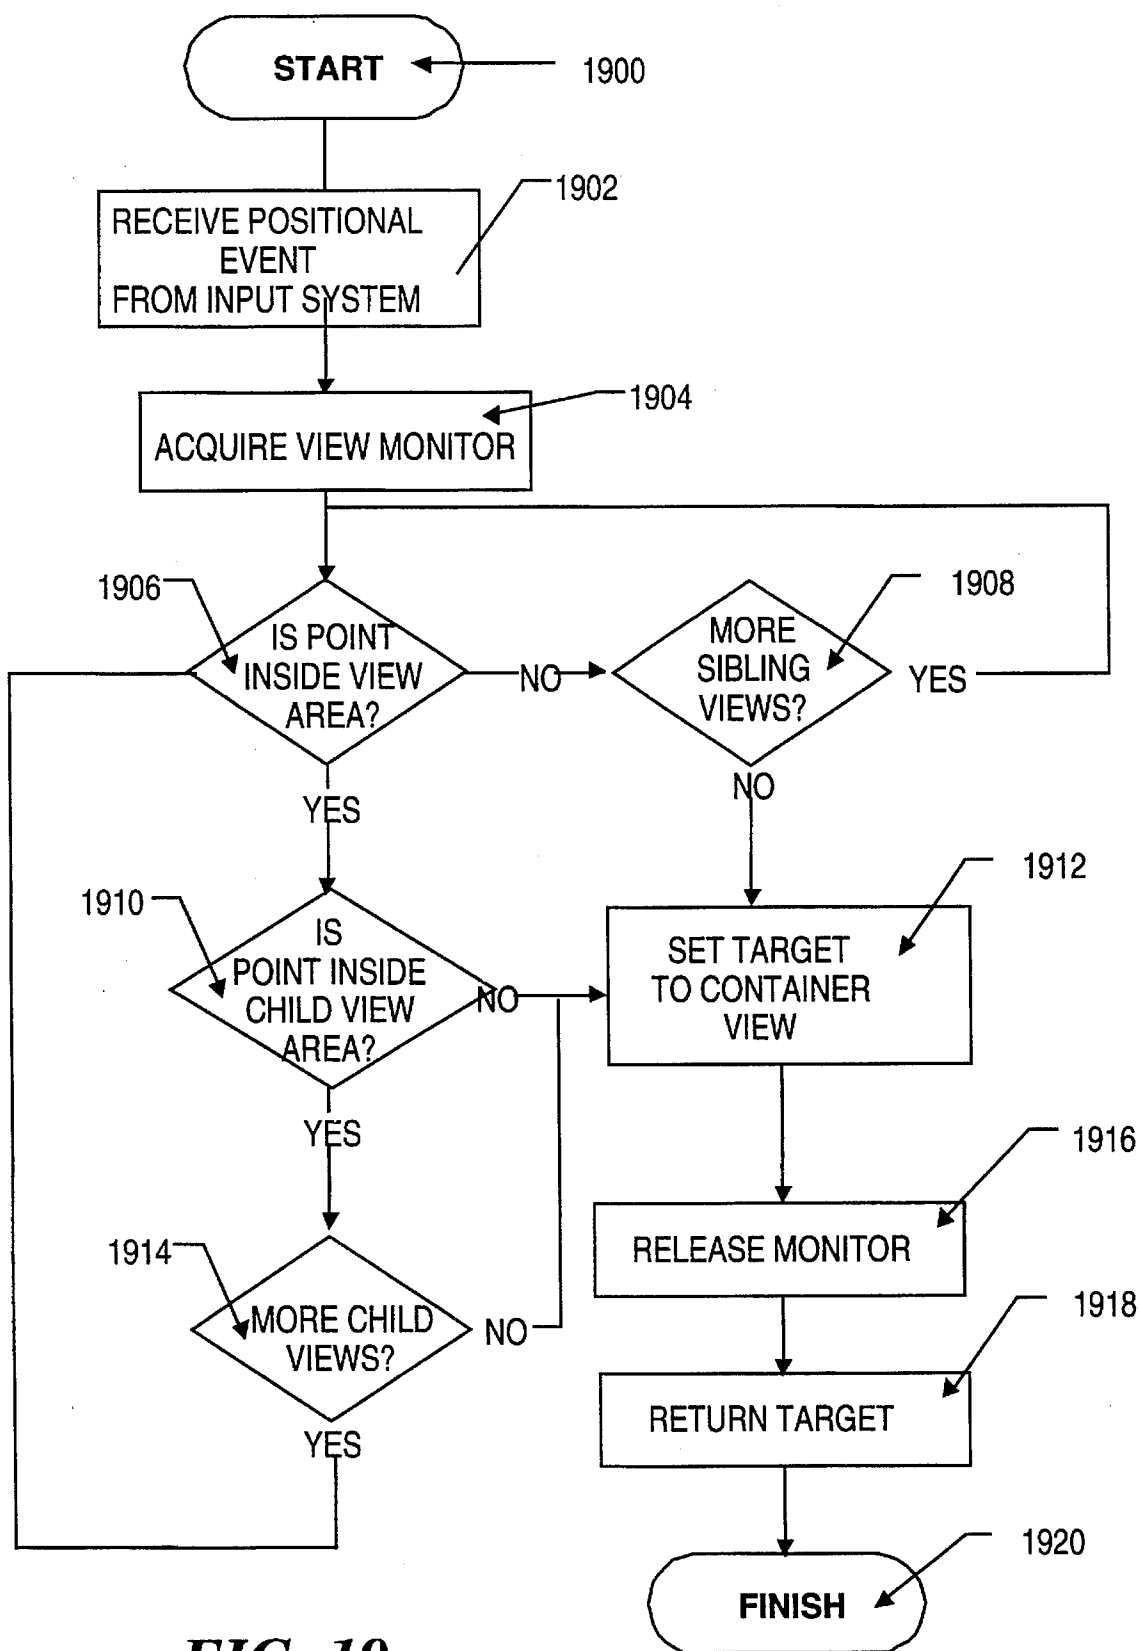 START
1900
1902
RECEIVE POSITIONAL
EVENT
FROM INPUT SYSTEM
1904
ACQUIRE VIEW MONITOR
1906
IS POINT
INSIDE VIEW
AREA?
NO
1908
MORE
SIBLING
VIEWS?
YES
YES
NO
1910
IS
POINT INSIDE
CHILD VIEW
AREA?
NO
1912
SET TARGET
TO CONTAINER
VIEW
YES
1916
RELEASE MONITOR
1914
MORE CHILD
VIEWS?
NO
1918
RETURN TARGET
YES
1920
FINISH
FIG. 19